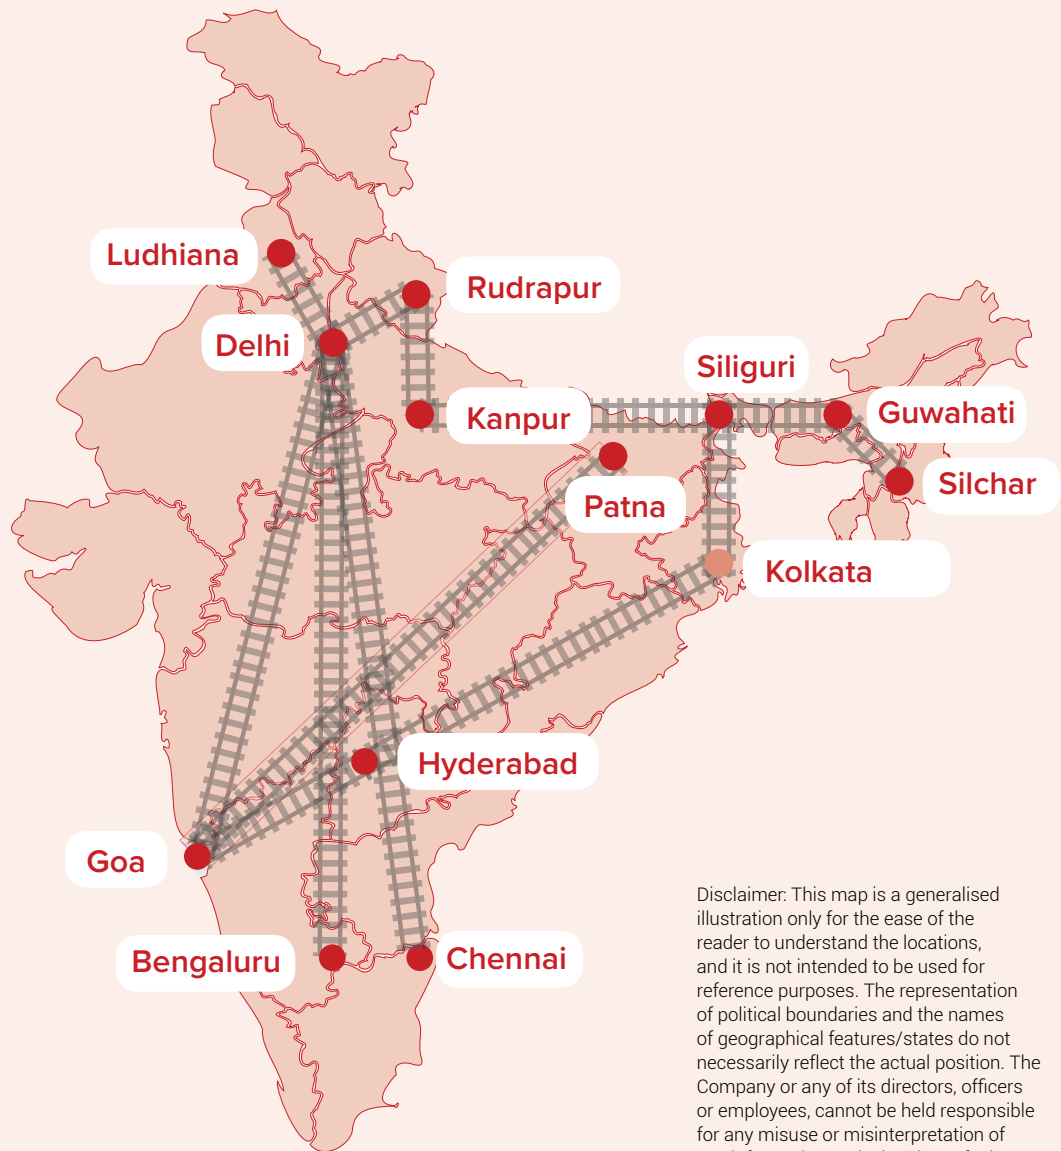 Ludhiana
Rudrapur
Delhi
Siliguri
Kanpur
Guwahati
Patna
Silchar
Kolkata
Hyderabad
Goa
Bengaluru
Chennai
Disclaimer: This map is a generalised
illustration only for the ease of the
reader to understand the locations,
and it is not intended to be used for
reference purposes. The representation
of political boundaries and the names
of geographical features/states do not
necessarily reflect the actual position. The
Company or any of its directors, officers
or employees, cannot be held responsible
for any misuse or misinterpretation of